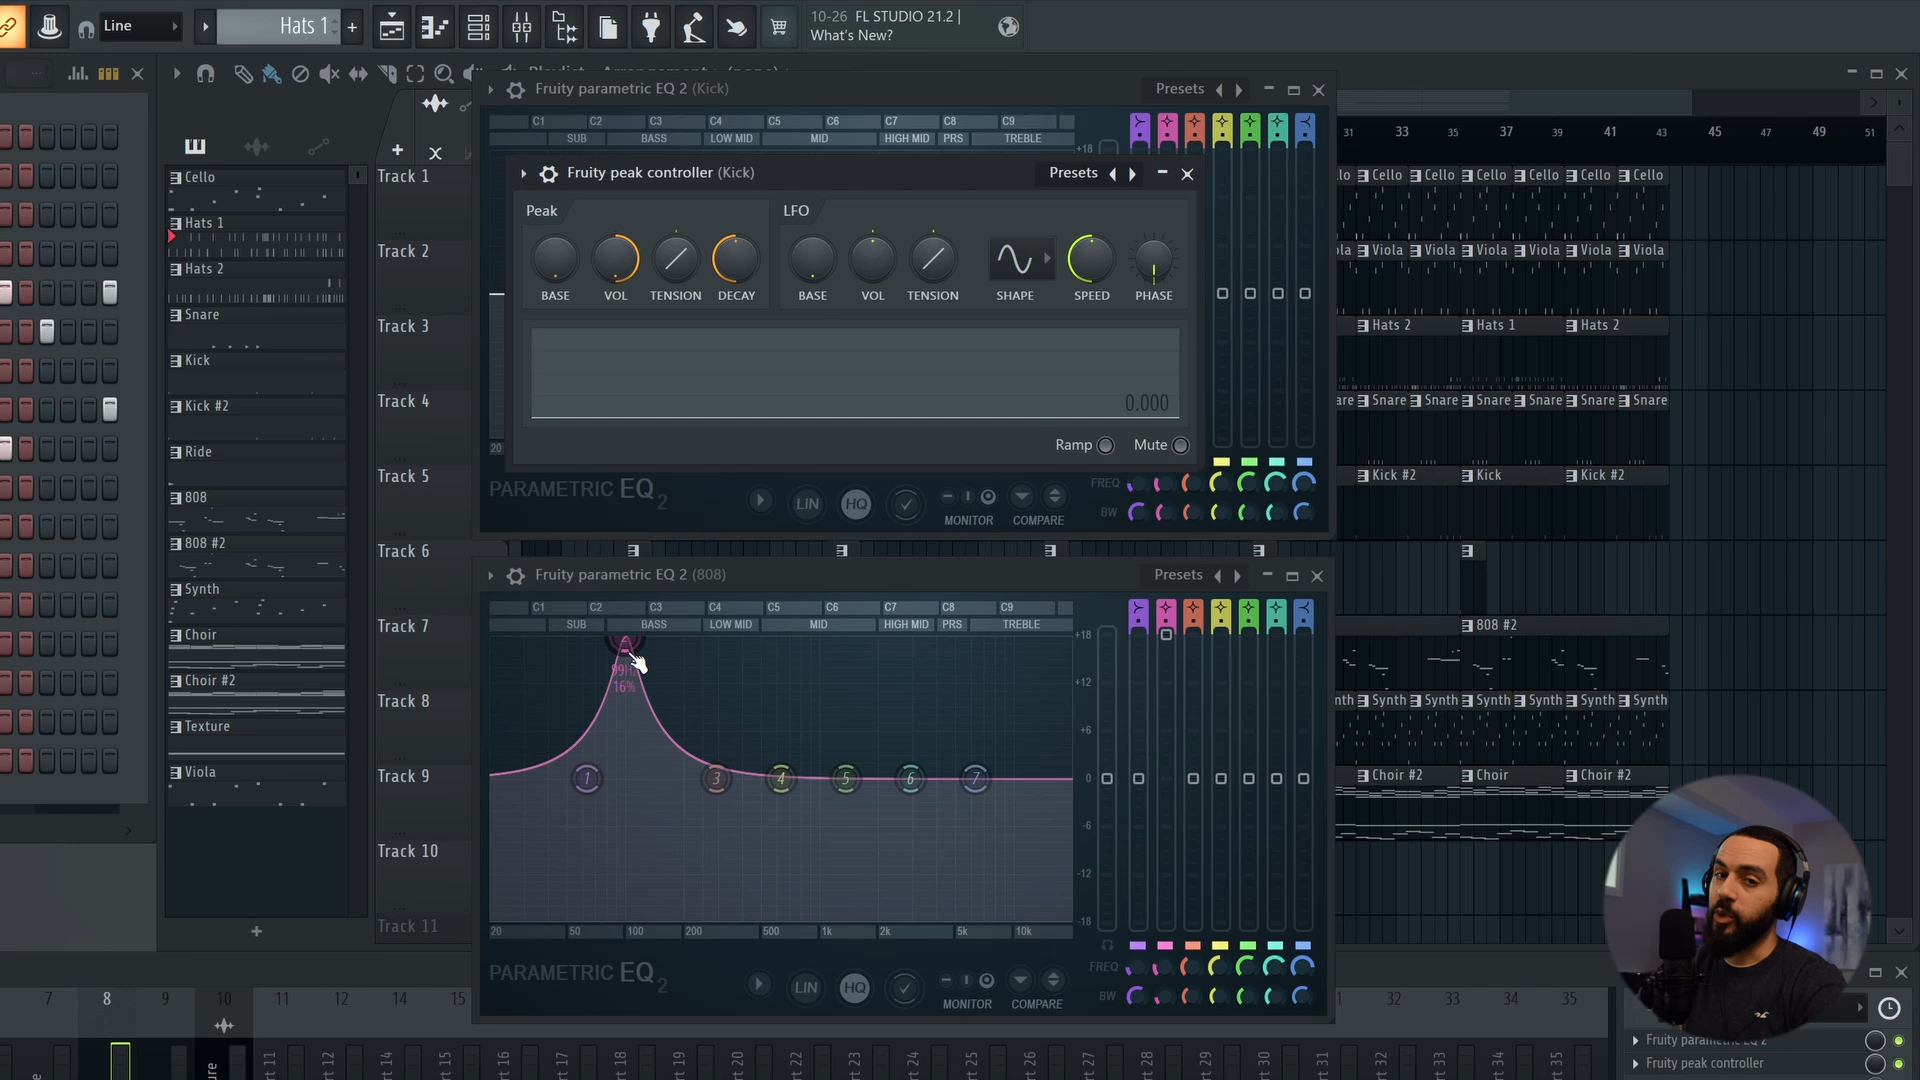 Line
Hats 1
+
10-26 FL STUDIO 21.2 |
What's New?
Fruity parametric EQ 2 (Kick)
Presets
C1 C2 C3 C4 C5 C6 C7 C8 C9
SUB BASS LOW MID MID HIGH MID PRS TREBLE
+18
Fruity peak controller (Kick)
Presets
Peak
LFO
BASE VOL TENSION DECAY
BASE VOL TENSION SHAPE SPEED PHASE
0.000
Ramp Mute
20
PARAMETRIC EQ 2
LIN HQ
MONITOR COMPARE
FREQ
BW
Fruity parametric EQ 2 (808)
Presets
C1 C2 C3 C4 C5 C6 C7 C8 C9
SUB BASS LOW MID MID HIGH MID PRS TREBLE
16%
1 3 4 5 6 7
+18
+12
+6
0
-6
-12
-18
20 50 100 200 500 1k 2k 5k 10k
PARAMETRIC EQ 2
LIN HQ
MONITOR COMPARE
FREQ
BW
Cello
Hats 1
Hats 2
Snare
Kick
Kick #2
Ride
808
808 #2
Synth
Choir
Choir #2
Texture
Viola
+
Track 1
Track 2
Track 3
Track 4
Track 5
Track 6
Track 7
Track 8
Track 9
Track 10
Track 11
31 33 35 37 39 41 43 45 47 49 51
Cello Cello Cello Cello Cello Cello
Viola Viola Viola Viola Viola Viola
Hats 2 Hats 1 Hats 2
Snare Snare Snare Snare Snare
Kick #2 Kick Kick #2
808 #2
Synth Synth Synth Synth Synth Synth
Choir #2 Choir Choir #2
7 8 9 10 11 12 13 14 15
31 32 33 34 35
Fruity parametric EQ 2
Fruity peak controller